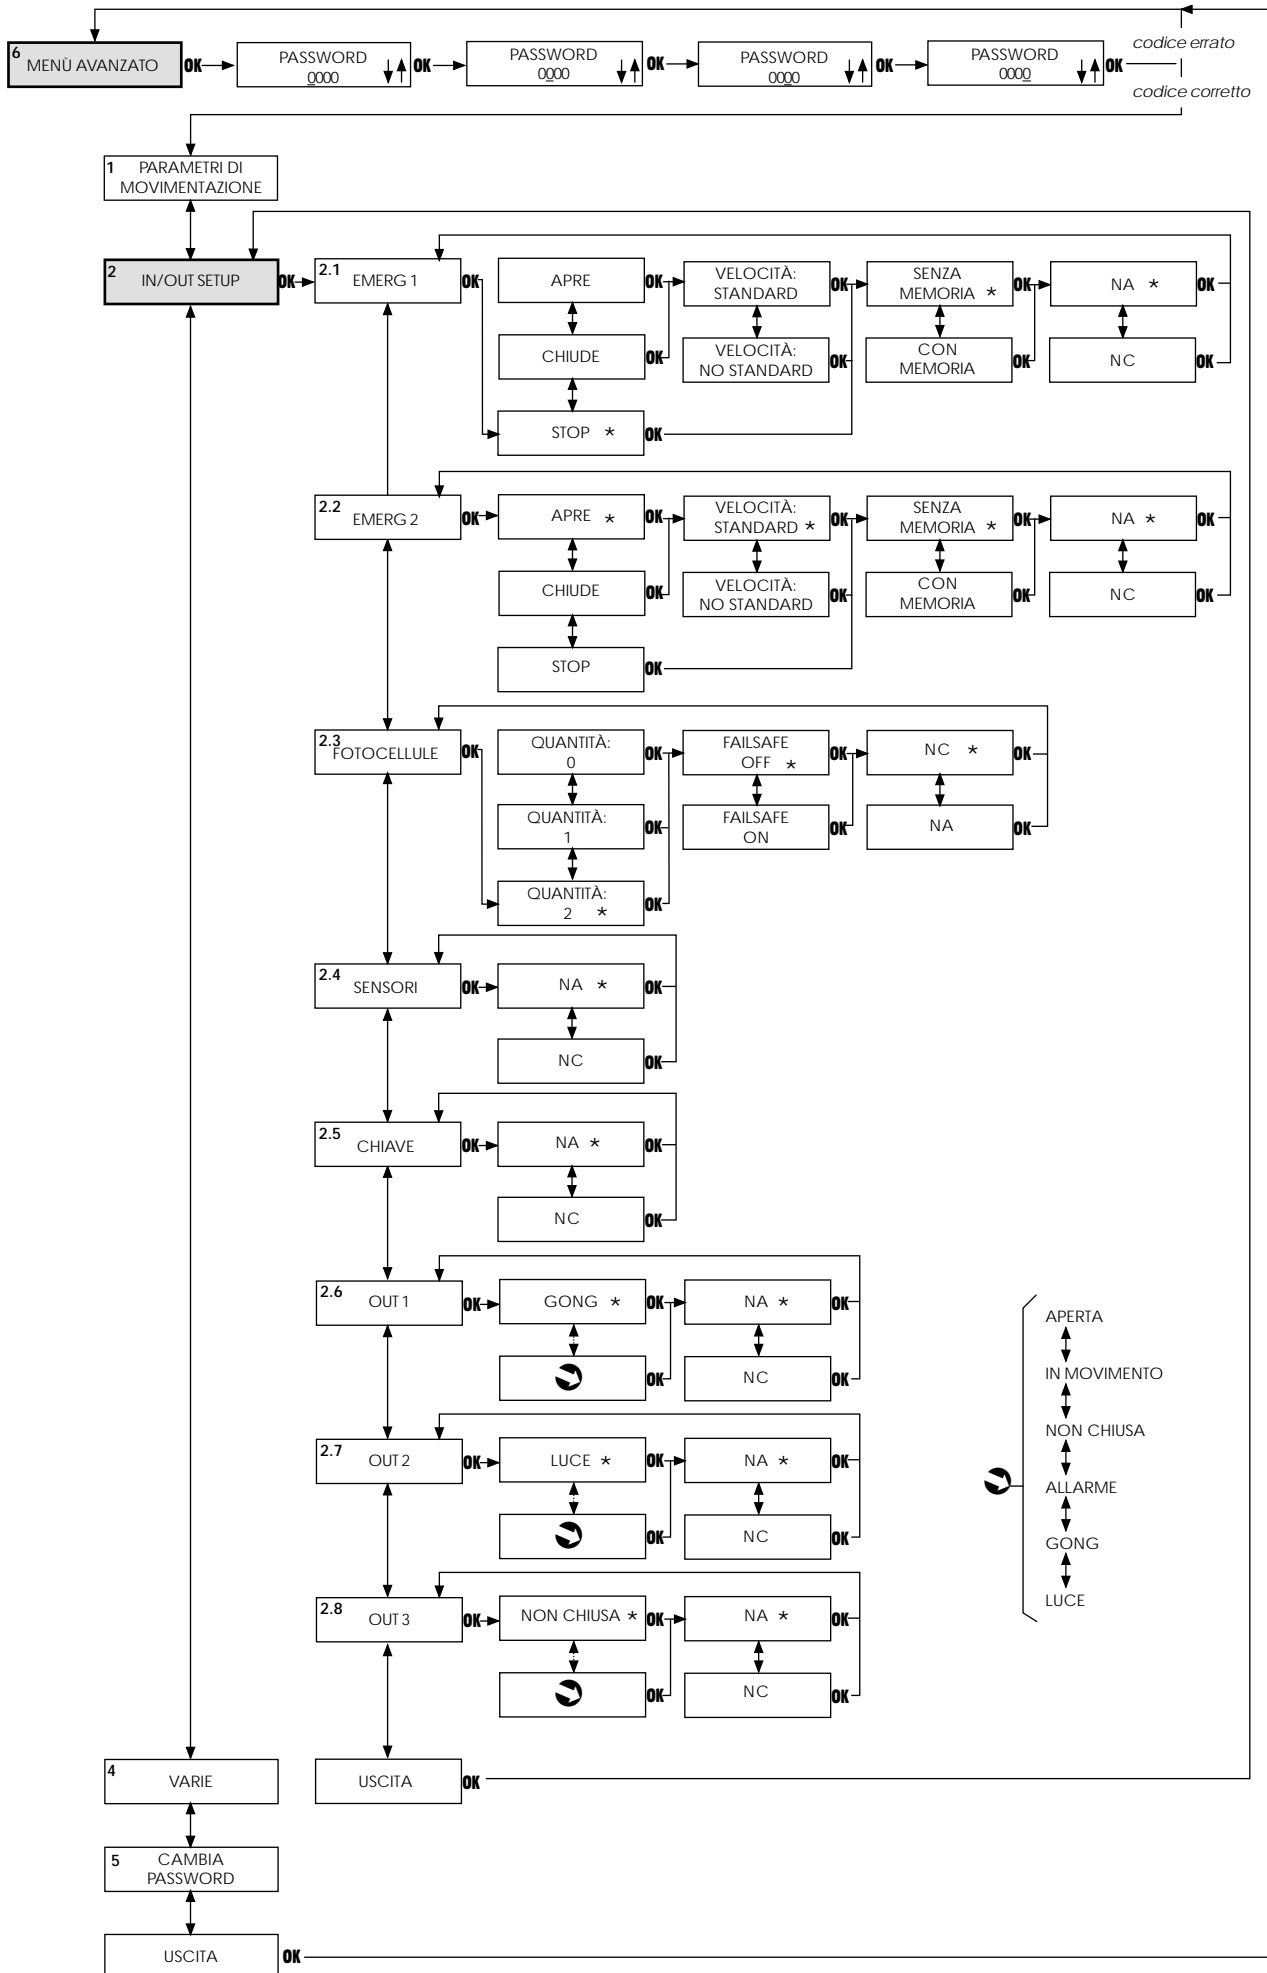 6 MENÙ AVANZATO OK PASSWORD 0000 OK PASSWORD 0000 OK PASSWORD 0000 OK PASSWORD 0000 OK
codice errato
codice corretto
1 PARAMETRI DI
MOVIMENTAZIONE
2 IN/OUT SETUP OK
2.1 EMERG 1 OK
APRE OK
CHIUDE OK
STOP * OK
VELOCITÀ:
STANDARD OK
VELOCITÀ:
NO STANDARD OK
SENZA
MEMORIA * OK
CON
MEMORIA OK
NA * OK
NC OK
2.2 EMERG 2 OK
APRE * OK
CHIUDE OK
STOP OK
VELOCITÀ:
STANDARD * OK
VELOCITÀ:
NO STANDARD OK
SENZA
MEMORIA * OK
CON
MEMORIA OK
NA * OK
NC OK
2.3 FOTOCELLULE OK
QUANTITÀ:
0 OK
QUANTITÀ:
1 OK
QUANTITÀ:
2 * OK
FAILSAFE
OFF * OK
FAILSAFE
ON OK
NC * OK
NA OK
2.4 SENSORI OK
NA * OK
NC OK
2.5 CHIAVE OK
NA * OK
NC OK
2.6 OUT 1 OK
GONG * OK
OK
NA * OK
NC OK
2.7 OUT 2 OK
LUCE * OK
OK
NA * OK
NC OK
2.8 OUT 3 OK
NON CHIUSA * OK
OK
NA * OK
NC OK
APERTA
IN MOVIMENTO
NON CHIUSA
ALLARME
GONG
LUCE
USCITA OK
4 VARIE
5 CAMBIA
PASSWORD
USCITA OK